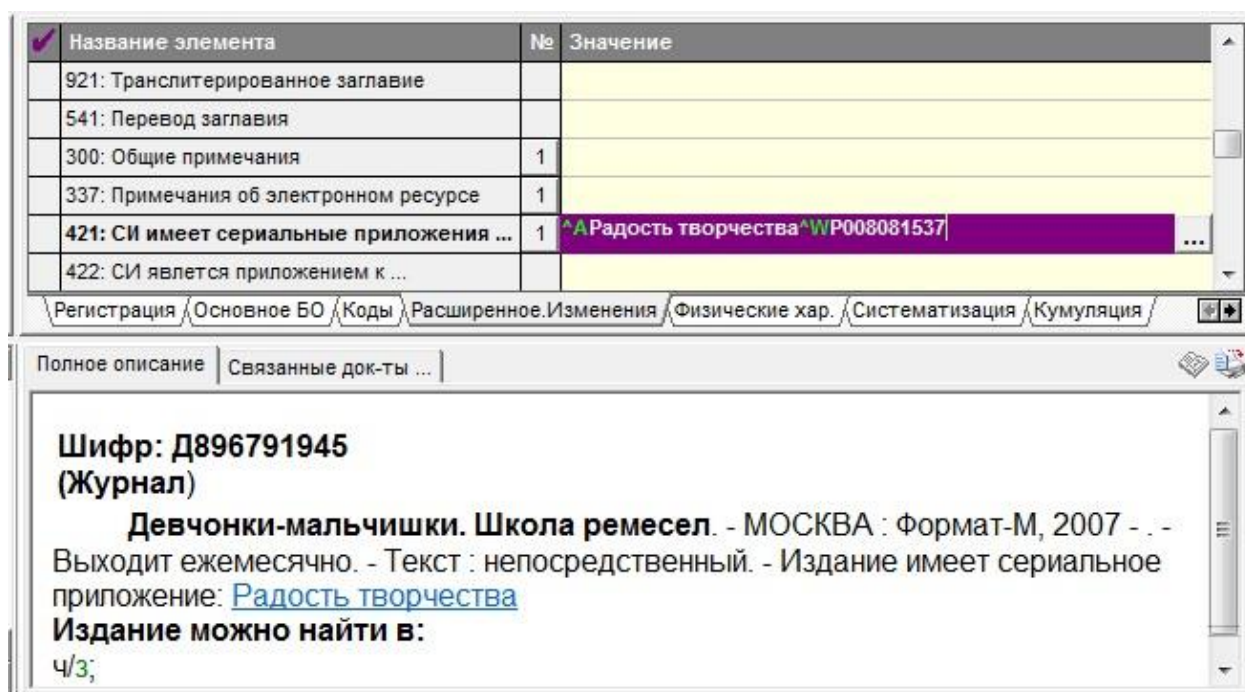 Название элемента № Значение
921: Транслитерированное заглавие
541: Перевод заглавия
300: Общие примечания 1
337: Примечания об электронном ресурсе 1
421: СИ имеет сериальные приложения ... 1 ^AРадость творчества^WP008081537 ...
422: СИ явлется приложением к ...
Регистрация Основное БО Коды Расширенное.Изменения Физические хар. Систематизация Кумуляция
Полное описание Связанные док-ты ...
Шифр: Д896791945
(Журнал)
Девчонки-мальчишки. Школа ремесел. - МОСКВА : Формат-М, 2007 - . -
Выходит ежемесячно. - Текст : непосредственный. - Издание имеет сериальное
приложение: Радость творчества
Издание можно найти в:
ч/з;